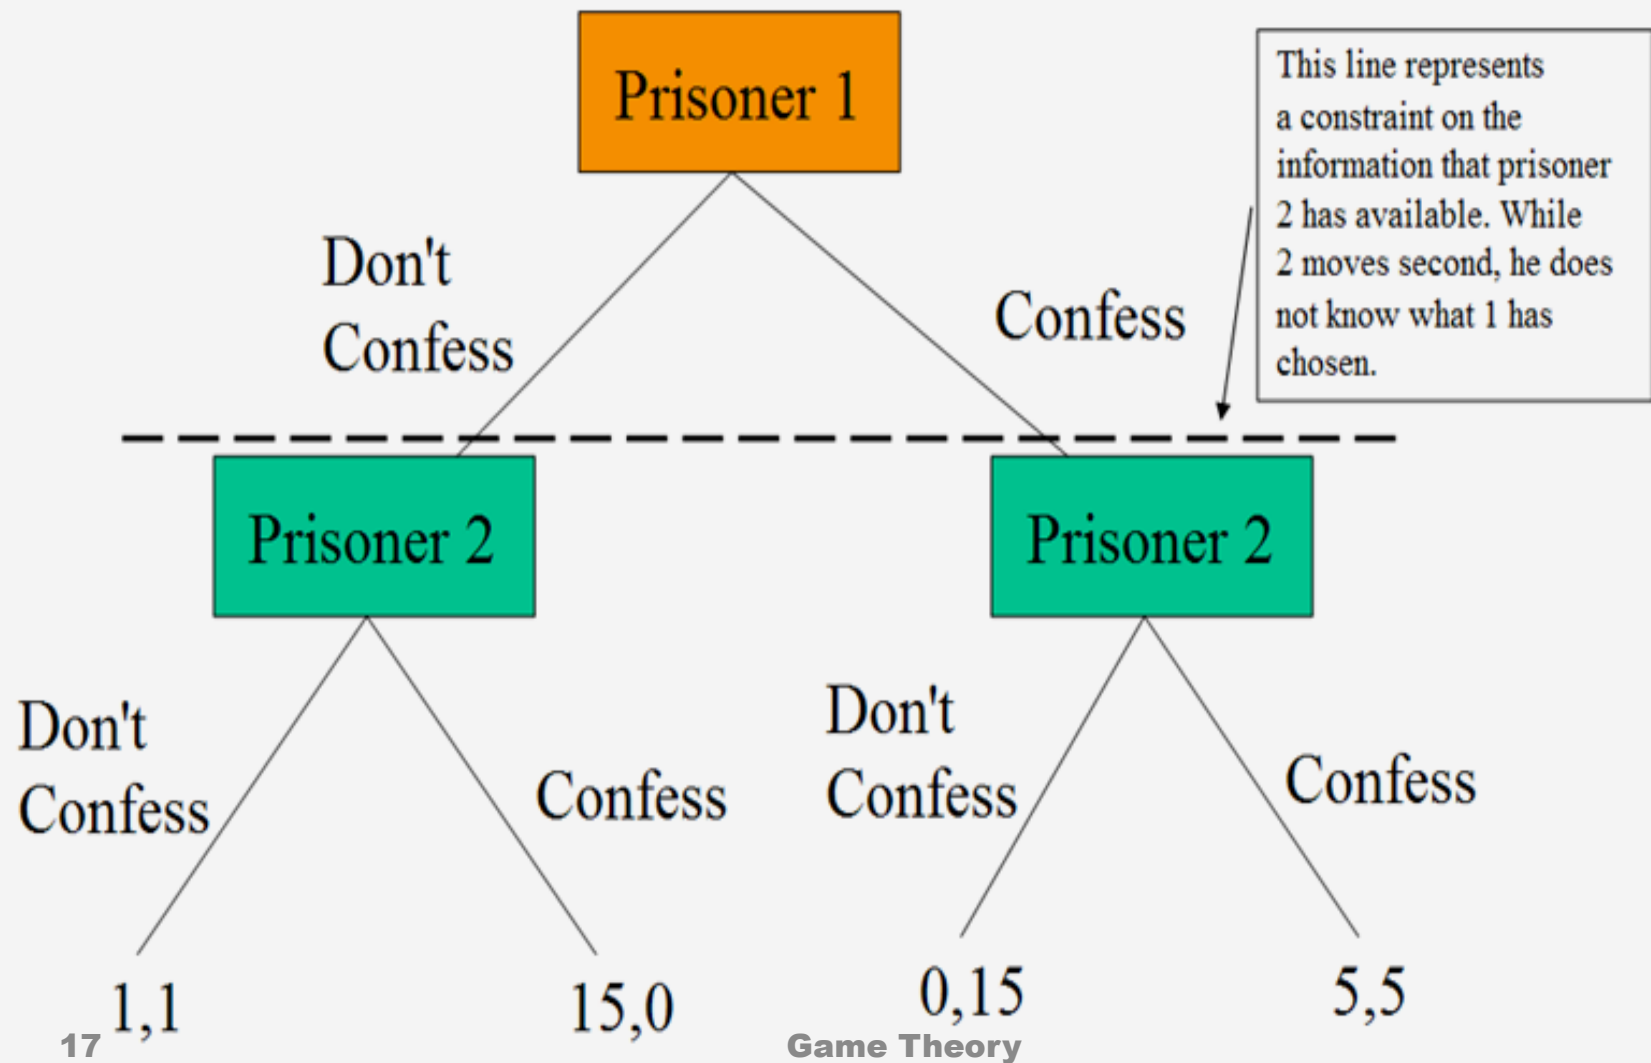 Prisoner 1
This line represents
a constraint on the
information that prisoner
2 has available. While
2 moves second, he does
not know what 1 has
chosen.
Don't
Confess
Confess
Prisoner 2
Prisoner 2
Don't
Confess
Confess
Don't
Confess
Confess
1,1
15,0
0,15
5,5
17
Game Theory